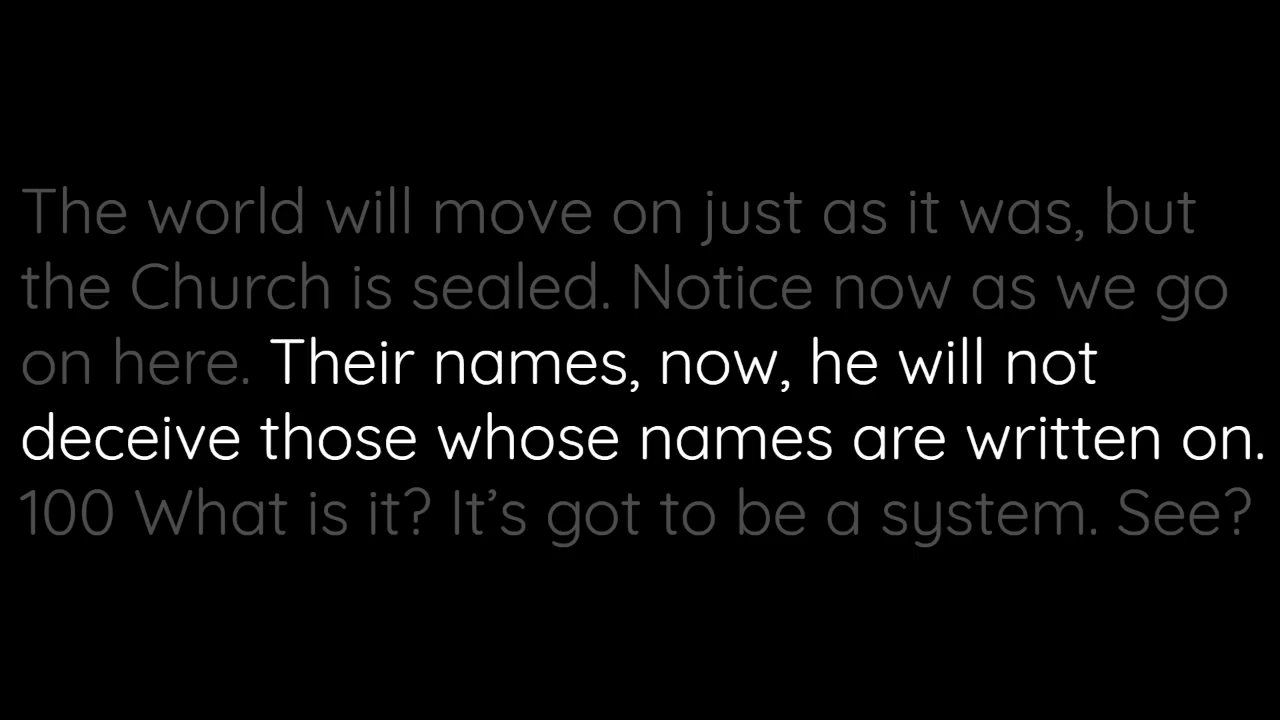 The world will move on just as it was, but
the Church is sealed. Notice now as we go
on here. Their names, now, he will not
deceive those whose names are written on.
100 What is it? It’s got to be a system. See?